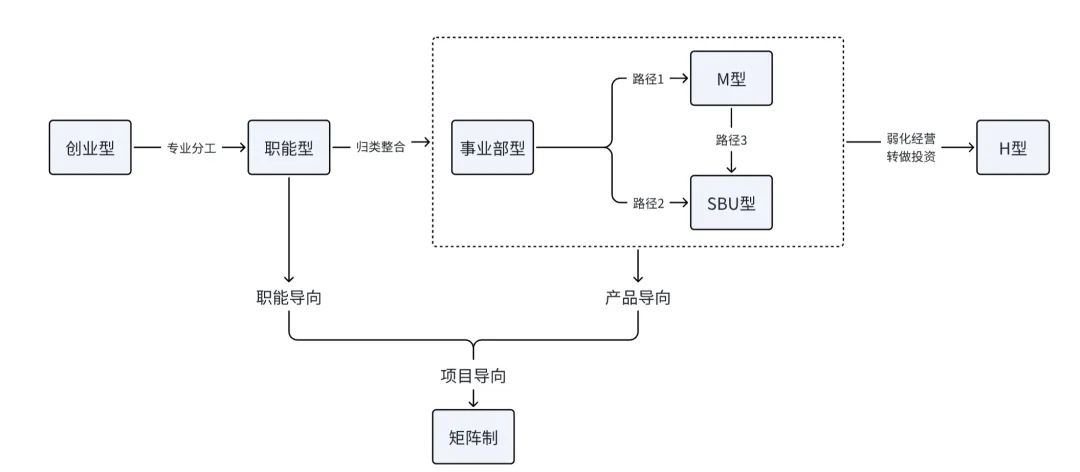 创业型
专业分工
职能型
归类整合
事业部型
路径1
M型
路径3
路径2
SBU型
弱化经营
转做投资
H型
职能导向
产品导向
项目导向
矩阵制